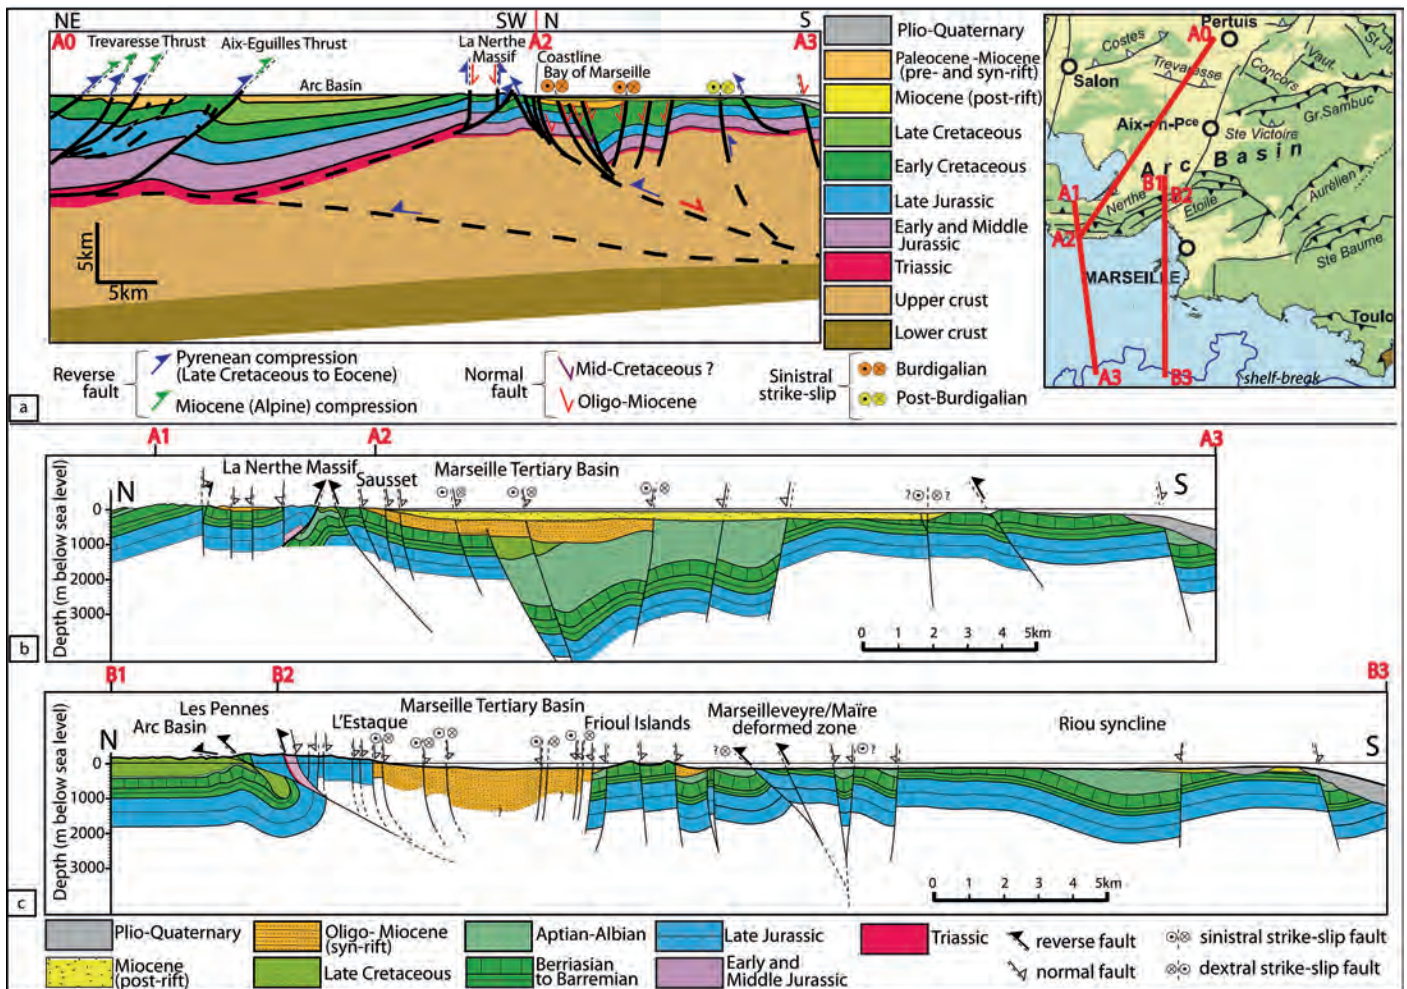 NE
SW
N
S
A0
A2
A3
Trevaresse Thrust
Aix-Eguilles Thrust
La Nerthe
Massif
Coastline
Bay of Marseille
Arc Basin
5km
5km
Plio-Quaternary
Paleocene -Miocene
(pre- and syn-rift)
Miocene (post-rift)
Late Cretaceous
Early Cretaceous
Late Jurassic
Early and Middle
Jurassic
Triassic
Upper crust
Lower crust
Pertuis
A0
Costes
Salon
Trevaresse
Concors
Vaut.
Gr.Sambuc
Aix-en-Pce
Ste Victoire
Arc Basin
A1
B1
B2
Nerthe
Etoile
Aurélien
A2
Ste Baume
MARSEILLE
Toulo
A3
B3
shelf-break
Reverse
fault
Pyrenean compression
(Late Cretaceous to Eocene)
Miocene (Alpine) compression
Normal
fault
Mid-Cretaceous ?
Oligo-Miocene
Sinistral
strike-slip
Burdigalian
Post-Burdigalian
a
A1
A2
A3
Depth (m below sea level)
N
La Nerthe Massif
Sausset
Marseille Tertiary Basin
? ?
S
0
1000
2000
3000
0 1 2 3 4 5km
b
B1
B2
B3
Depth (m below sea level)
N
Arc Basin
Les Pennes
L'Estaque
Marseille Tertiary Basin
Frioul Islands
Marseilleveyre/Maïre
deformed zone
Riou syncline
S
?
?
0
1000
2000
3000
?
?
0 1 2 3 4 5km
c
Plio-Quaternary
Oligo- Miocene
(syn-rift)
Aptian-Albian
Late Jurassic
Triassic
reverse fault
sinistral strike-slip fault
Miocene
(post-rift)
Late Cretaceous
Berriasian
to Barremian
Early and
Middle Jurassic
normal fault
dextral strike-slip fault